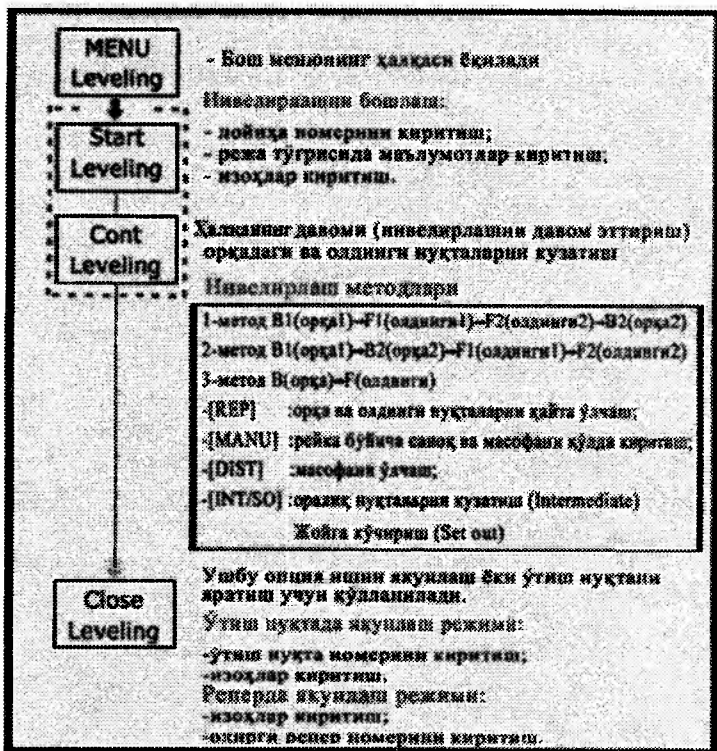 MENU
Leveling
- Бош менюнинг ҳалқаси ёқилади
Нивелирлашни бошлаш:
Start
Leveling
- лойиҳа номерини киритиш;
- режа тўғрисида маълумотлар киритиш;
- изоҳлар киритиш.
Cont
Leveling
Ҳалқанинг давоми (нивелирлашни давом эттириш)
орқадаги ва олдинги нуқталарни кузатиш
Нивелирлаш методлари
1-метод B1(орқа1)–F1(олдинги1)–F2(олдинги2)–B2(орқа2)
2-метод B1(орқа1)–B2(орқа2)–F1(олдинги1)–F2(олдинги2)
3-метод B(орқа)–F(олдинги)
-[REP] :орқа ва олдинги нуқталарни қайта ўлчаш;
-[MANU] :рейка бўйича саноқ ва масофани қўлда киритиш;
-[DIST] :масофани ўлчаш;
-[INT/SO] :оралиқ нуқталарни кузатиш (Intermediate)
Жойга кўчириш (Set out)
Close
Leveling
Ушбу опция ишни якунлаш ёки ўтиш нуқтани
яратиш учун қўлланилади.
Ўтиш нуқтада якунлаш режими:
-ўтиш нуқта номерини киритиш;
-изоҳлар киритиш.
Реперда якунлаш режими:
-изоҳлар киритиш;
-охирги репер номерини киритиш.